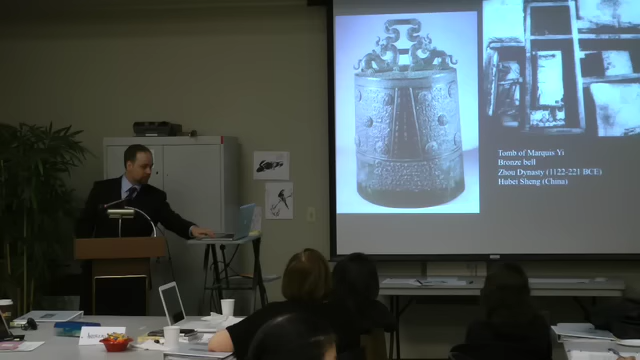 Tomb of Marquis Yi
Bronze bell
Zhou Dynasty (1122-221 BCE)
Hubei Sheng (China)